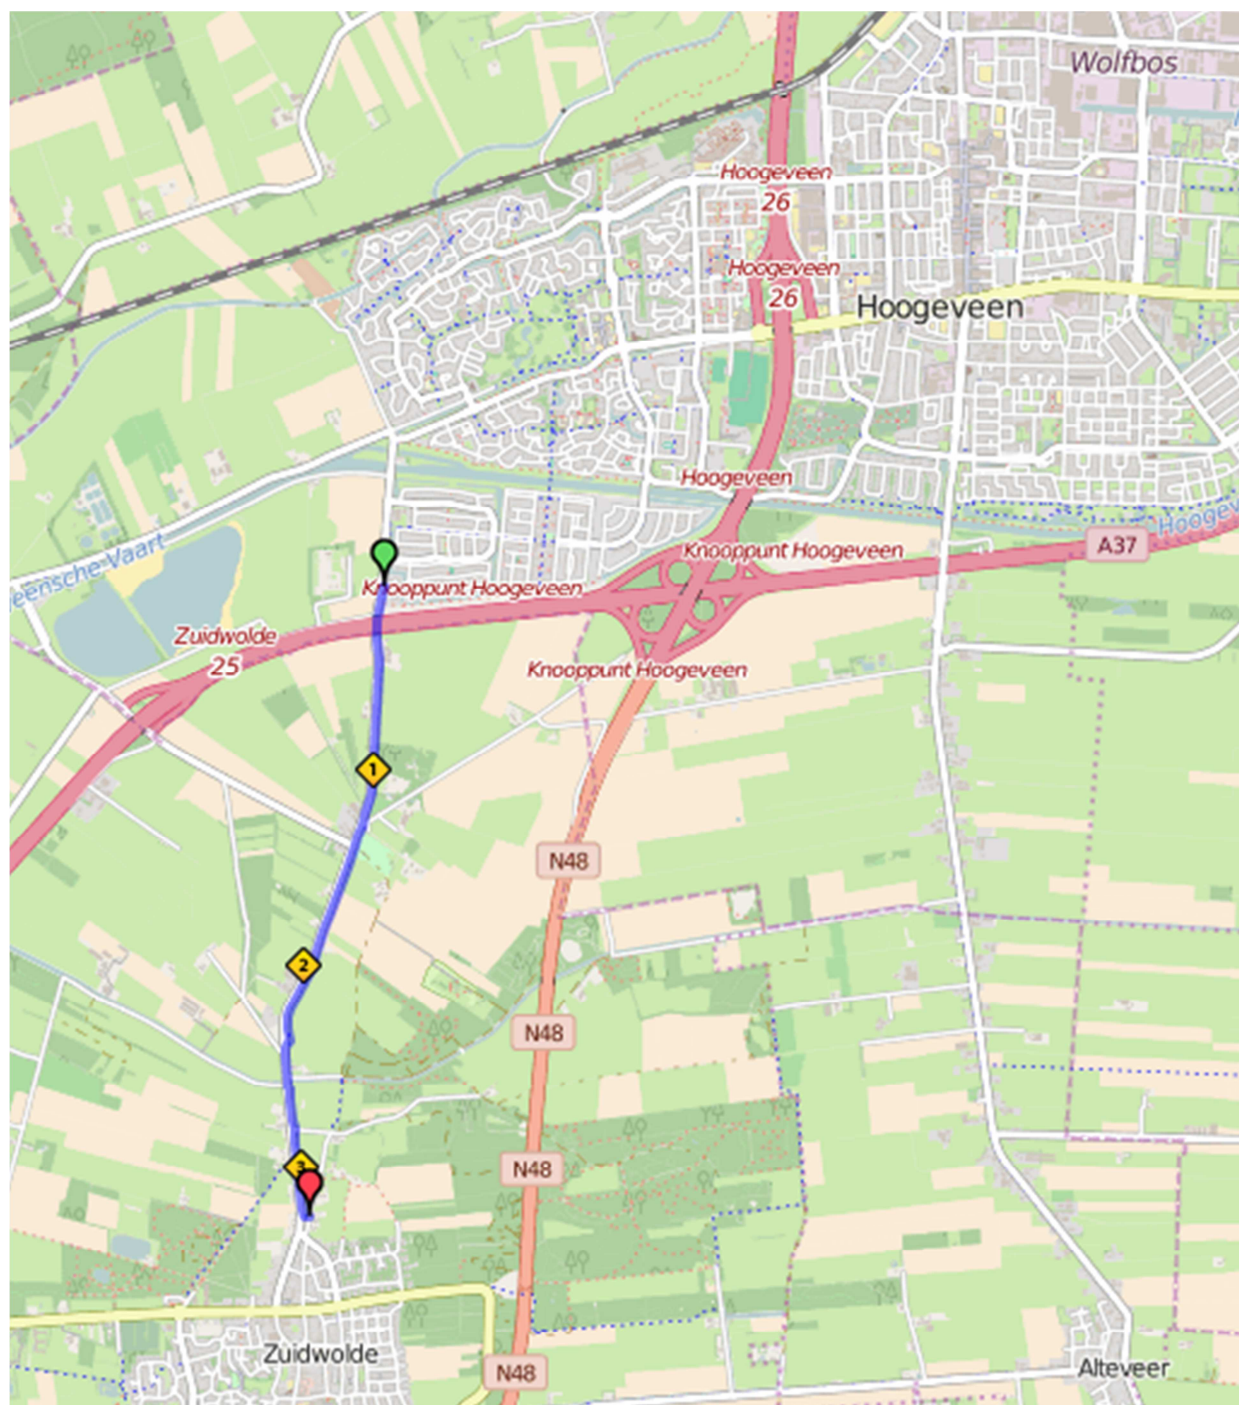 Wolfbos
Hoogeveen
26
Hoogeveen
26
Hoogeveen
Hoogeveen
Hoogev
Knooppunt Hoogeveen
A37
eensche Vaart
Knooppunt Hoogeveen
Zuidwolde
25
Knooppunt Hoogeveen
1
N48
2
N48
3
N48
Zuidwolde
Alteveer
N48